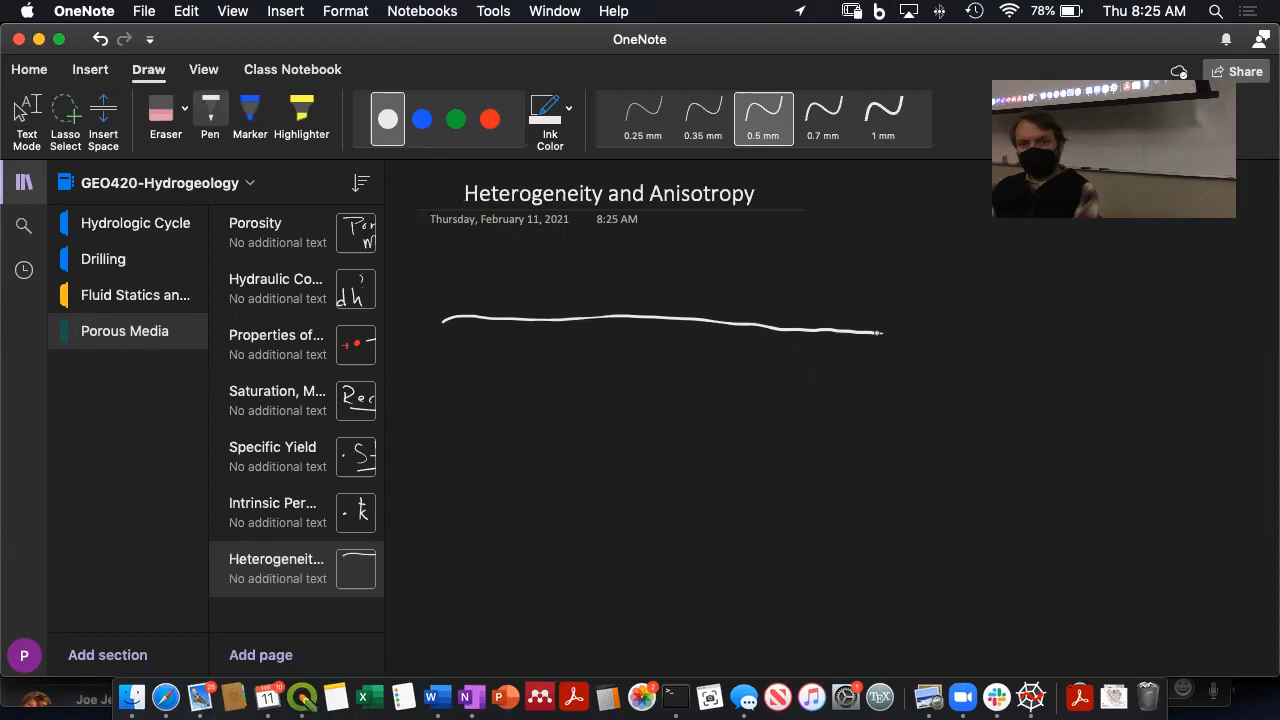 OneNote File Edit View Insert Format Notebooks Tools Window Help 78% Thu 8:25 AM
OneNote
Home Insert Draw View Class Notebook Share
Text Mode Lasso Select Insert Space Eraser Pen Marker Highlighter Ink Color 0.25 mm 0.35 mm 0.5 mm 0.7 mm 1 mm
GEO420-Hydrogeology
Hydrologic Cycle
Drilling
Fluid Statics an...
Porous Media
Porosity
No additional text
Hydraulic Co...
No additional text
dh
Properties of...
No additional text
Saturation, M...
No additional text
Rec
Specific Yield
No additional text
Intrinsic Per...
No additional text
k
Heterogeneit...
No additional text
Heterogeneity and Anisotropy
Thursday, February 11, 2021 8:25 AM
P
Add section
Add page
Joe Je